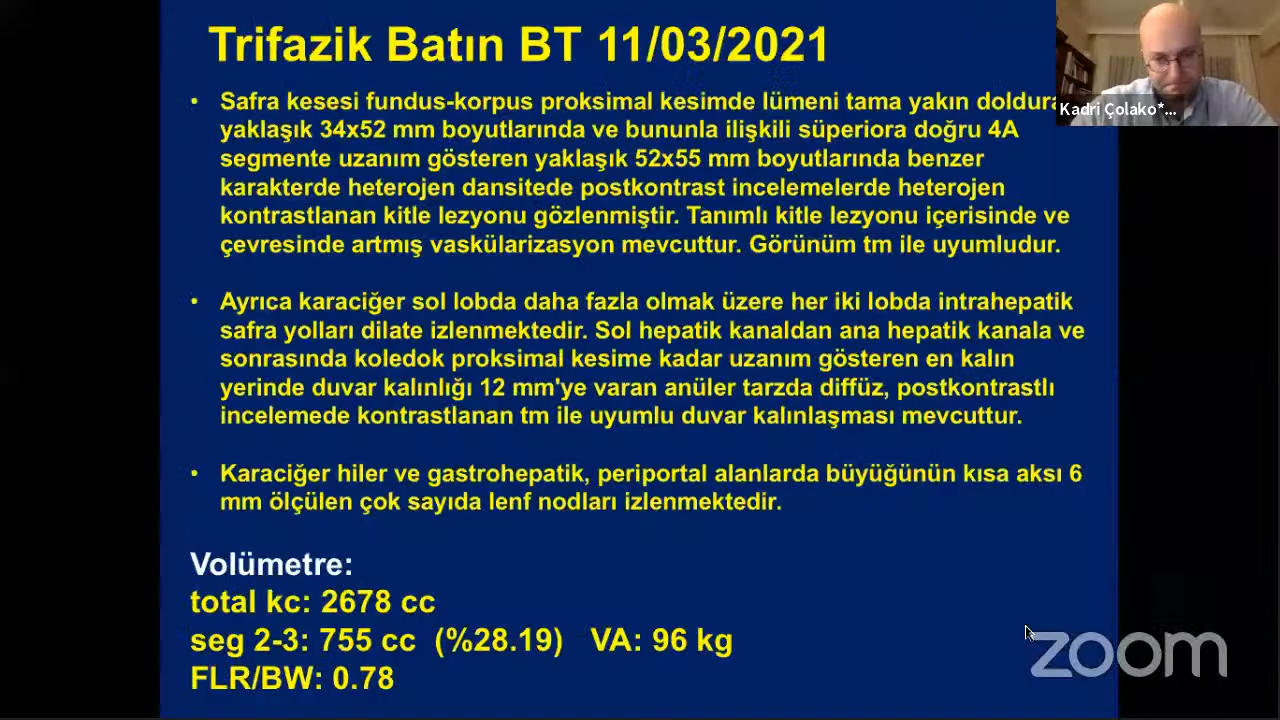 Trifazik Batın BT 11/03/2021
• Safra kesesi fundus-korpus proksimal kesimde lümeni tama yakın doldura
yaklaşık 34x52 mm boyutlarında ve bununla ilişkili süperiora doğru 4A
segmente uzanım gösteren yaklaşık 52x55 mm boyutlarında benzer
karakterde heterojen dansitede postkontrast incelemelerde heterojen
kontrastlanan kitle lezyonu gözlenmiştir. Tanımlı kitle lezyonu içerisinde ve
çevresinde artmış vaskülarizasyon mevcuttur. Görünüm tm ile uyumludur.
• Ayrıca karaciğer sol lobda daha fazla olmak üzere her iki lobda intrahepatik
safra yolları dilate izlenmektedir. Sol hepatik kanaldan ana hepatik kanala ve
sonrasında koledok proksimal kesime kadar uzanım gösteren en kalın
yerinde duvar kalınlığı 12 mm'ye varan anüler tarzda diffüz, postkontrastlı
incelemede kontrastlanan tm ile uyumlu duvar kalınlaşması mevcuttur.
• Karaciğer hiler ve gastrohepatik, periportal alanlarda büyüğünün kısa aksı 6
mm ölçülen çok sayıda lenf nodları izlenmektedir.
Volümetre:
total kc: 2678 cc
seg 2-3: 755 cc (%28.19) VA: 96 kg
FLR/BW: 0.78
Kadri Çolako*...
zoom